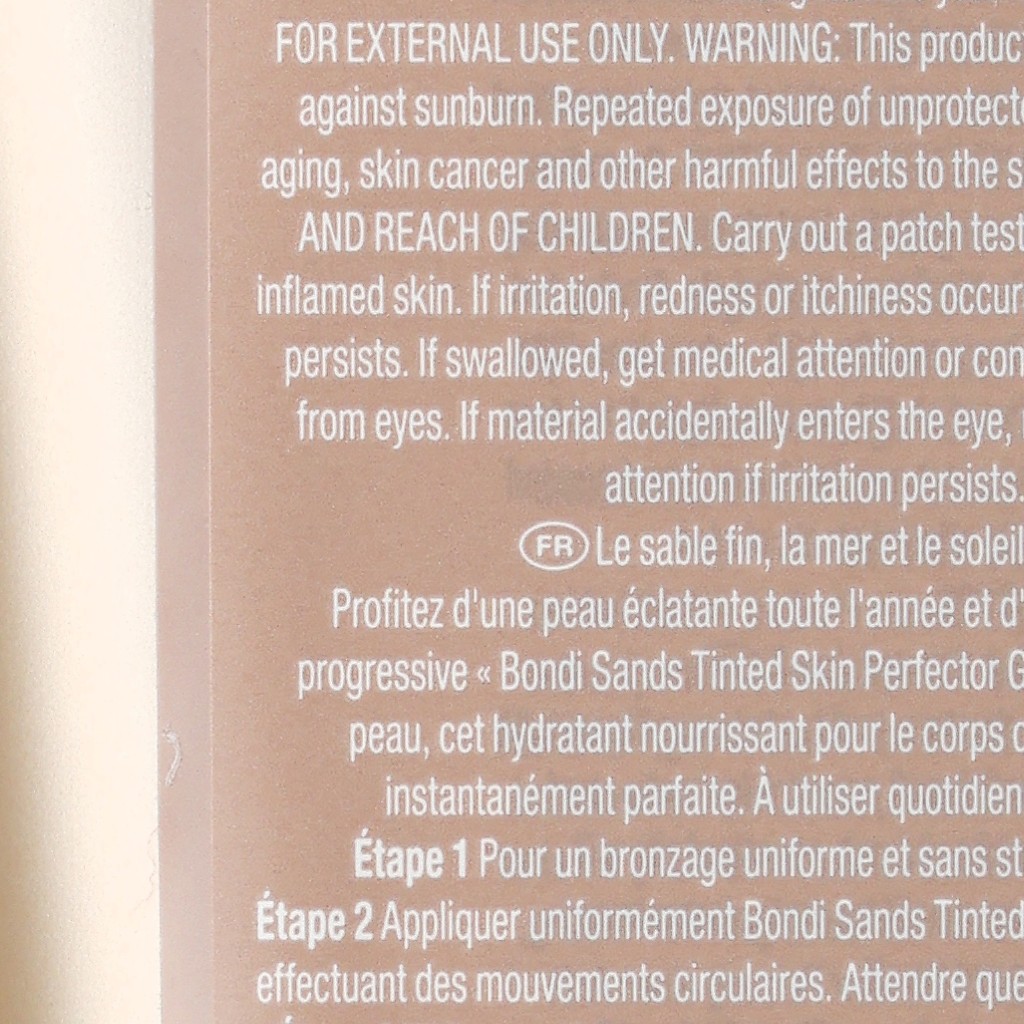 FOR EXTERNAL USE ONLY. WARNING: This product
against sunburn. Repeated exposure of
aging, skin cancer and other harmful effects to the
AND REACH OF CHILDREN. Carry out a patch test
inflamed skin. If irritation, redness or itchiness occur
persists. If swallowed, get medical attention or
from eyes. If material accidentally enters the eye,
attention if irritation persists.
FR Le sable fin, la mer et le soleil
Profitez d'une peau éclatante toute l'année et
progressive « Bondi Sands Tinted Skin Perfector
peau, cet hydratant nourrissant pour le corps
instantanément parfaite. À utiliser
Étape 1 Pour un bronzage uniforme et sans
Étape 2 Appliquer uniformément Bondi Sands Tinted
effectuant des mouvements circulaires. Attendre que